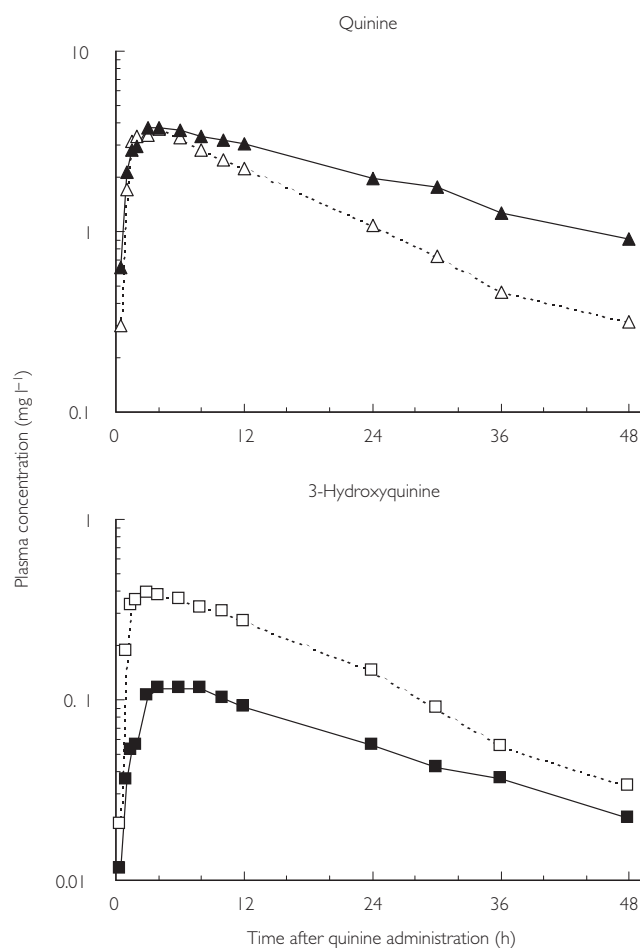 Quinine
10
1
0.1
0 12 24 36 48
Plasma concentration (mg l⁻¹)
3-Hydroxyquinine
1
0.1
0.01
0 12 24 36 48
Time after quinine administration (h)